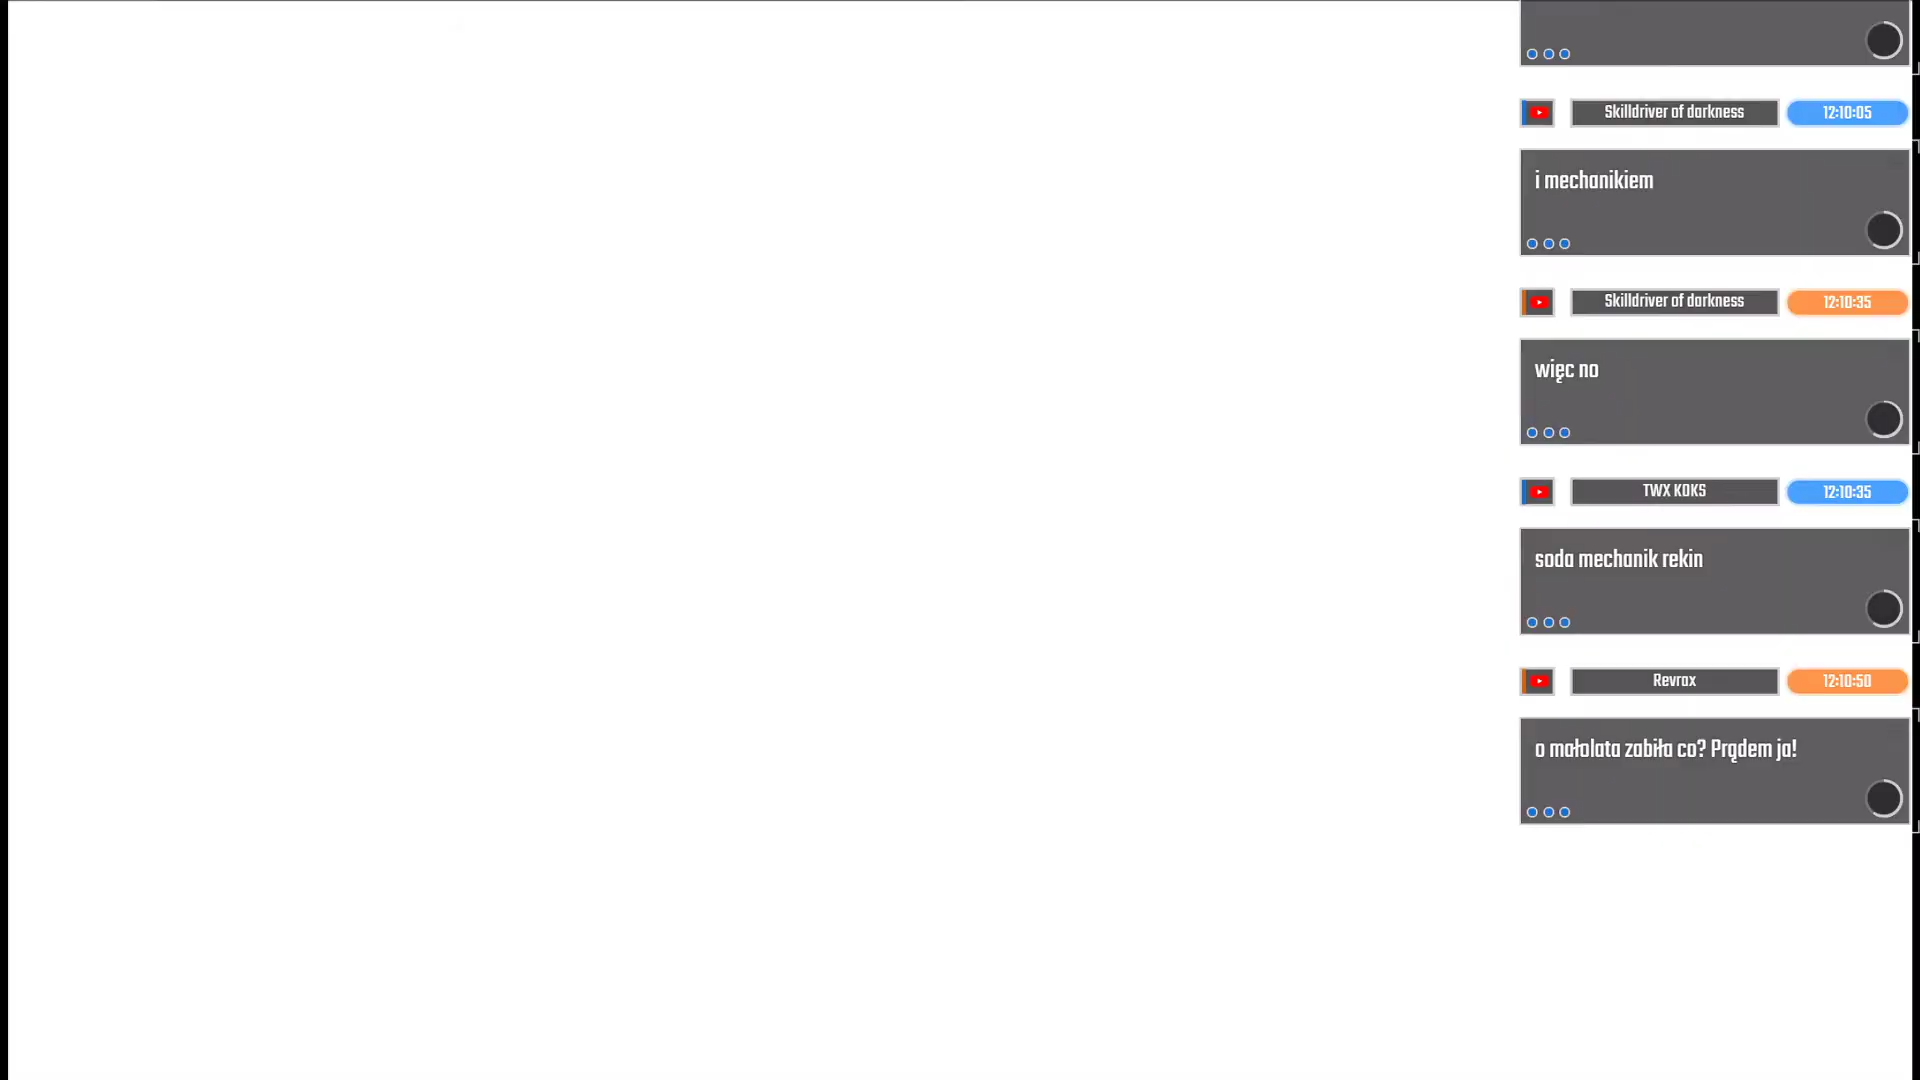 Skilldriver of darkness
12:10:05
i mechanikiem
Skilldriver of darkness
12:10:35
więc no
TWX KOKS
12:10:35
soda mechanik rekin
Revrax
12:10:50
o małolata zabiła co? Prądem ja!